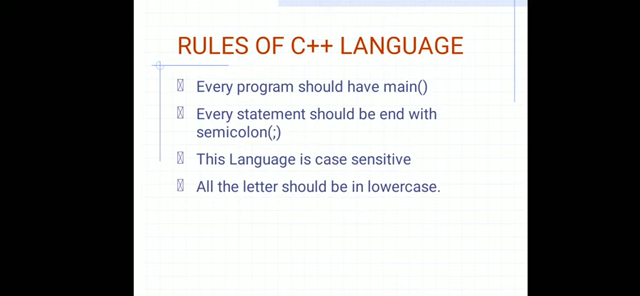 RULES OF C++ LANGUAGE
Every program should have main()
Every statement should be end with
semicolon(;)
This Language is case sensitive
All the letter should be in lowercase.